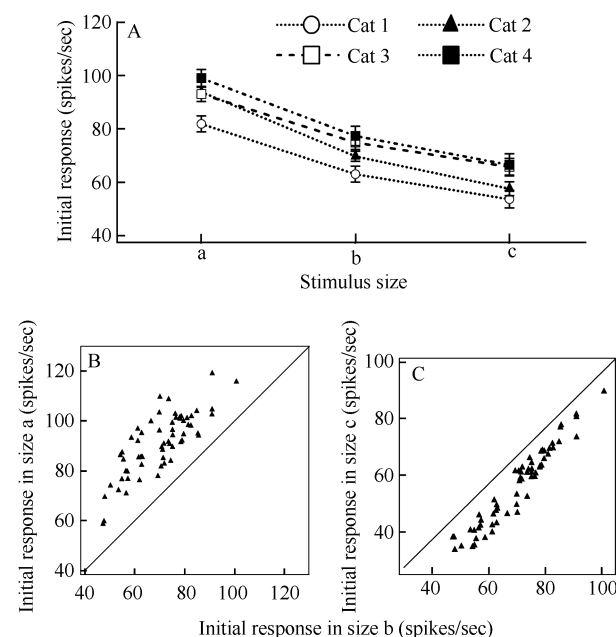 A
Cat 1
Cat 2
Cat 3
Cat 4
Initial response (spikes/sec)
120
100
80
60
40
a
b
c
Stimulus size
B
Initial response in size a (spikes/sec)
120
100
80
60
40
40
60
80
100
120
C
Initial response in size c (spikes/sec)
100
80
60
40
40
60
80
100
Initial response in size b (spikes/sec)